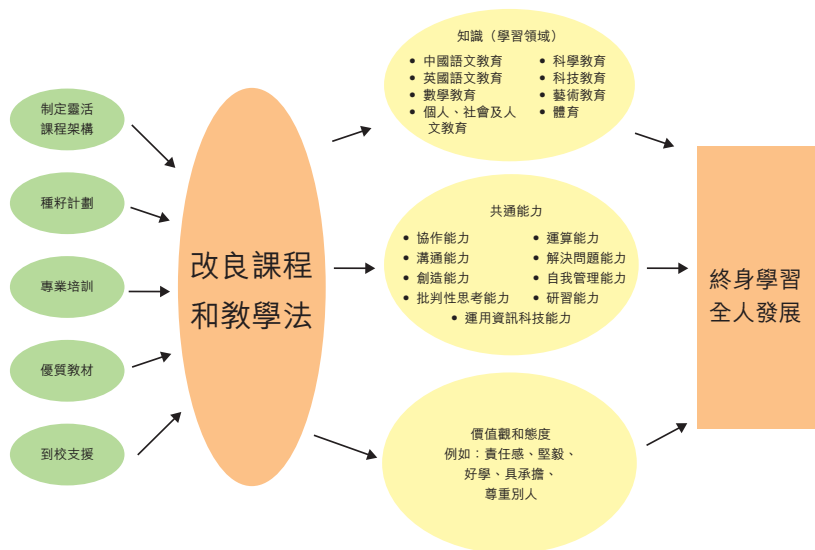 制定靈活
課程架構
種籽計劃
專業培訓
優質教材
到校支援
改良課程
和教學法
知識（學習領域）
• 中國語文教育
• 英國語文教育
• 數學教育
• 個人、社會及人
文教育
• 科學教育
• 科技教育
• 藝術教育
• 體育
共通能力
• 協作能力
• 溝通能力
• 創造能力
• 批判性思考能力
• 運算能力
• 解決問題能力
• 自我管理能力
• 研習能力
• 運用資訊科技能力
價值觀和態度
例如：責任感、堅毅、
好學、具承擔、
尊重別人
終身學習
全人發展